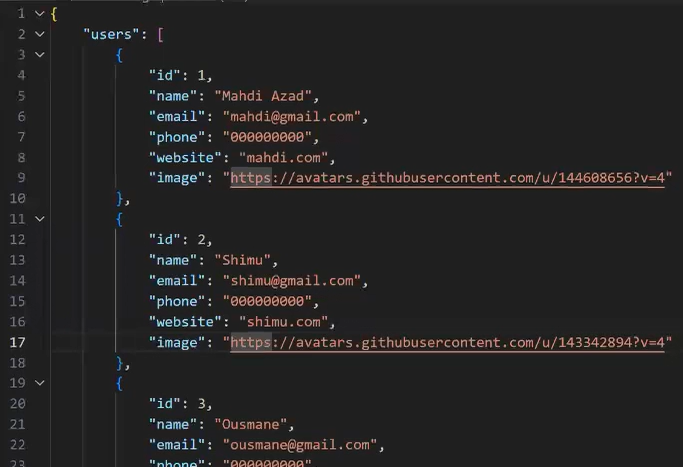 1 {
2 "users": [
3 {
4 "id": 1,
5 "name": "Mahdi Azad",
6 "email": "mahdi@gmail.com",
7 "phone": "000000000",
8 "website": "mahdi.com",
9 "image": "https://avatars.githubusercontent.com/u/144608656?v=4"
10 },
11 {
12 "id": 2,
13 "name": "Shimu",
14 "email": "shimu@gmail.com",
15 "phone": "000000000",
16 "website": "shimu.com",
17 "image": "https://avatars.githubusercontent.com/u/143342894?v=4"
18 },
19 {
20 "id": 3,
21 "name": "Ousmane",
22 "email": "ousmane@gmail.com",
23 "phone": "000000000",